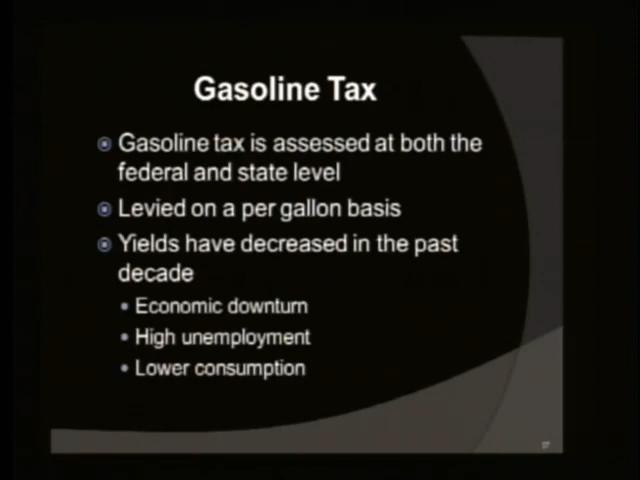 Gasoline Tax
Gasoline tax is assessed at both the
federal and state level
Levied on a per gallon basis
Yields have decreased in the past
decade
Economic downturn
High unemployment
Lower consumption